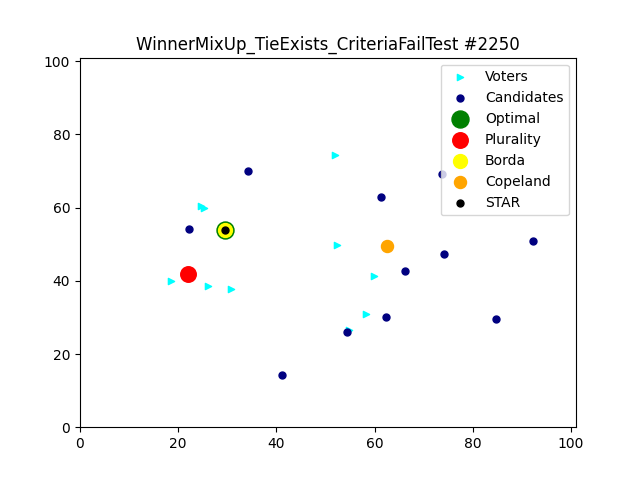 WinnerMixUp_TieExists_CriteriaFailTest #2250
100
80
60
40
20
0
0 20 40 60 80 100
Voters
Candidates
Optimal
Plurality
Borda
Copeland
STAR